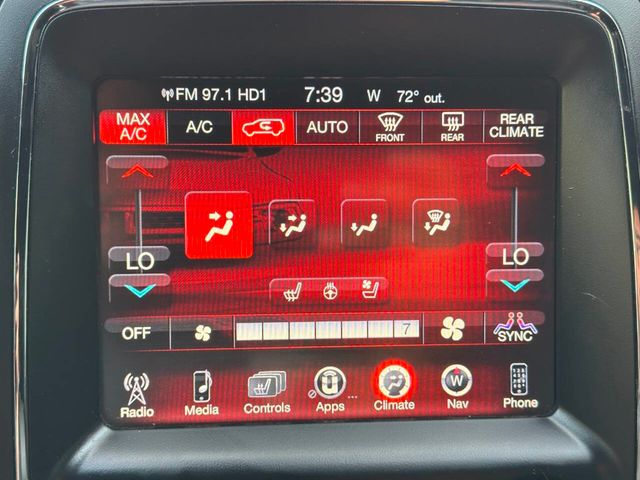 FM 97.1 HD1 7:39 W 72° out.
MAX A/C A/C AUTO FRONT REAR REAR CLIMATE
LO LO
OFF 7 SYNC
Radio Media Controls Apps Climate Nav Phone